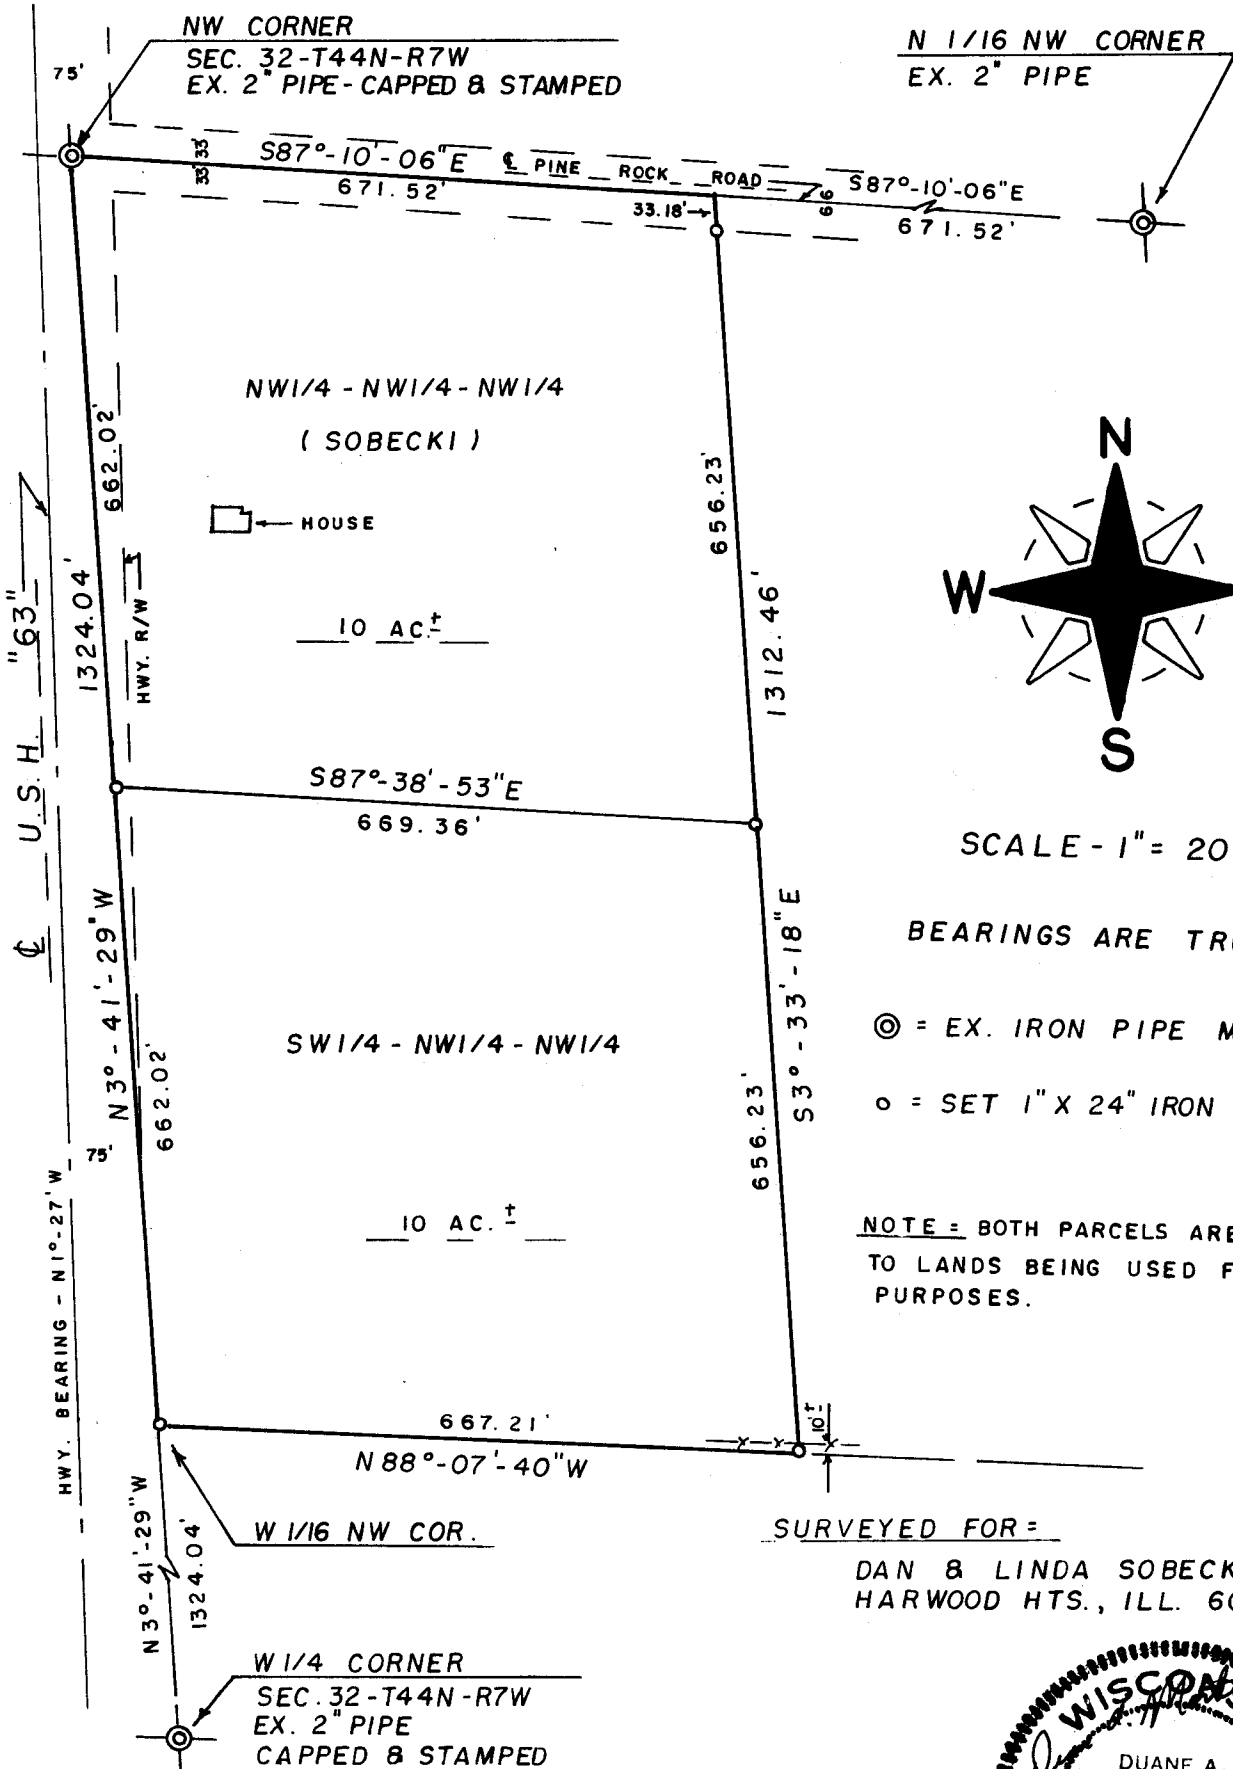 NW CORNER
SEC. 32-T44N-R7W
EX. 2" PIPE - CAPPED & STAMPED
N 1/16 NW CORNER
EX. 2" PIPE
75'
33' 33'
S87°-10'-06"E
℄ PINE ROCK ROAD
671.52'
66
S87°-10'-06"E
671.52'
33.18'
NW1/4 - NW1/4 - NW1/4
( SOBECKI )
HOUSE
10 AC.±
662.02'
1324.04'
HWY. R/W
℄ U.S.H. "63"
656.23'
1312.46'
N
W
S
S87°-38'-53"E
669.36'
SCALE - 1" = 20
BEARINGS ARE
= EX. IRON PIPE
= SET 1" X 24" IRON
N3°-41'-29"W
662.02'
75'
SW1/4 - NW1/4 - NW1/4
10 AC.±
S3°-33'-18"E
656.23'
NOTE = BOTH PARCELS ARE
TO LANDS BEING USED
PURPOSES.
HWY. BEARING - N1°-27'W
667.21'
N88°-07'-40"W
10'±
x x x
W 1/16 NW COR.
N3°-41'-29"W
1324.04'
SURVEYED FOR =
DAN & LINDA SOBECK
HARWOOD HTS., ILL. 60
W 1/4 CORNER
SEC. 32-T44N-R7W
EX. 2" PIPE
CAPPED & STAMPED
WISCON
DUANE A.